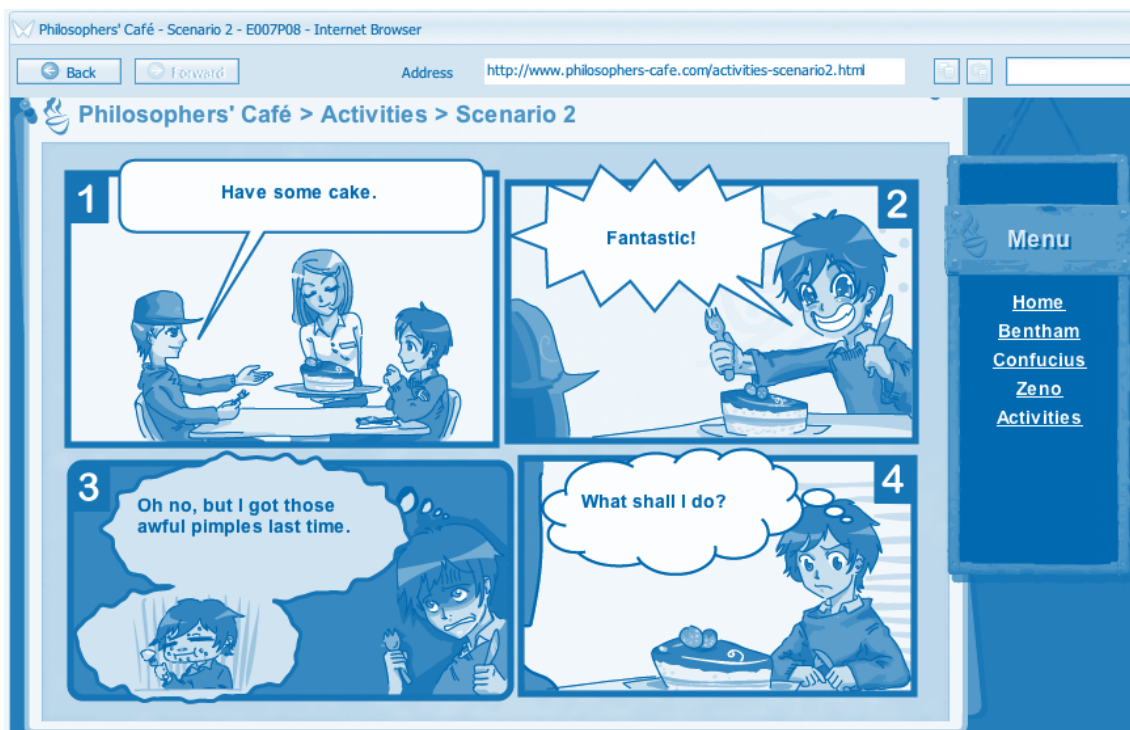 Philosophers' Café - Scenario 2 - E007P08 - Internet Browser
Back
Forward
Address
http://www.philosophers-cafe.com/activities-scenario2.html
Philosophers' Café > Activities > Scenario 2
1
Have some cake.
2
Fantastic!
Menu
Home
Bentham
Confucius
Zeno
Activities
3
Oh no, but I got those
awful pimples last time.
4
What shall I do?